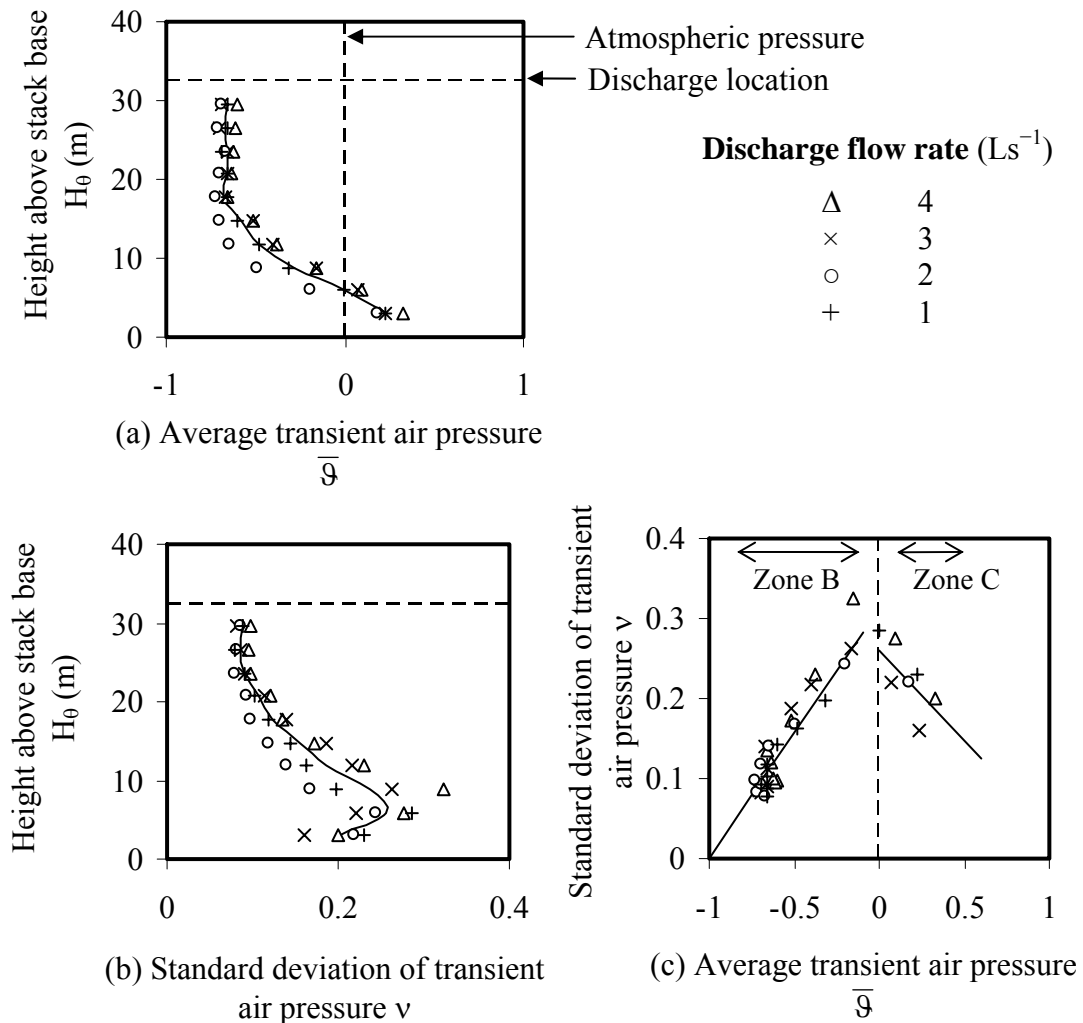 40
30
20
10
0
Height above stack base
H_θ (m)
-1
0
1
Atmospheric pressure
Discharge location
(a) Average transient air pressure
ϑ̅
Discharge flow rate (Ls⁻¹)
Δ 4
× 3
○ 2
+ 1
40
30
20
10
0
Height above stack base
H_θ (m)
0
0.2
0.4
(b) Standard deviation of transient
air pressure ν
0.4
0.3
0.2
0.1
0
Standard deviation of transient
air pressure ν
Zone B
Zone C
-1
-0.5
0
0.5
1
(c) Average transient air pressure
ϑ̅